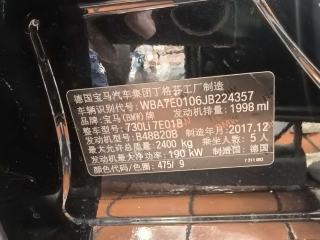 德国宝马汽车集团丁格芬工厂制造
车辆识别代号: WBA7E0106JB224357
品牌: 宝马(BMW)牌 发动机排量: 1998 ml
整车型号: 730Li 7E01B
发动机型号: B48B20B 制造年月: 2017.12
最大允许总质量: 2400 kg 乘坐人数: 5 人
发动机最大净功率: 190 kW 制造国: 德国
颜色代码/色圈: 475/ 9